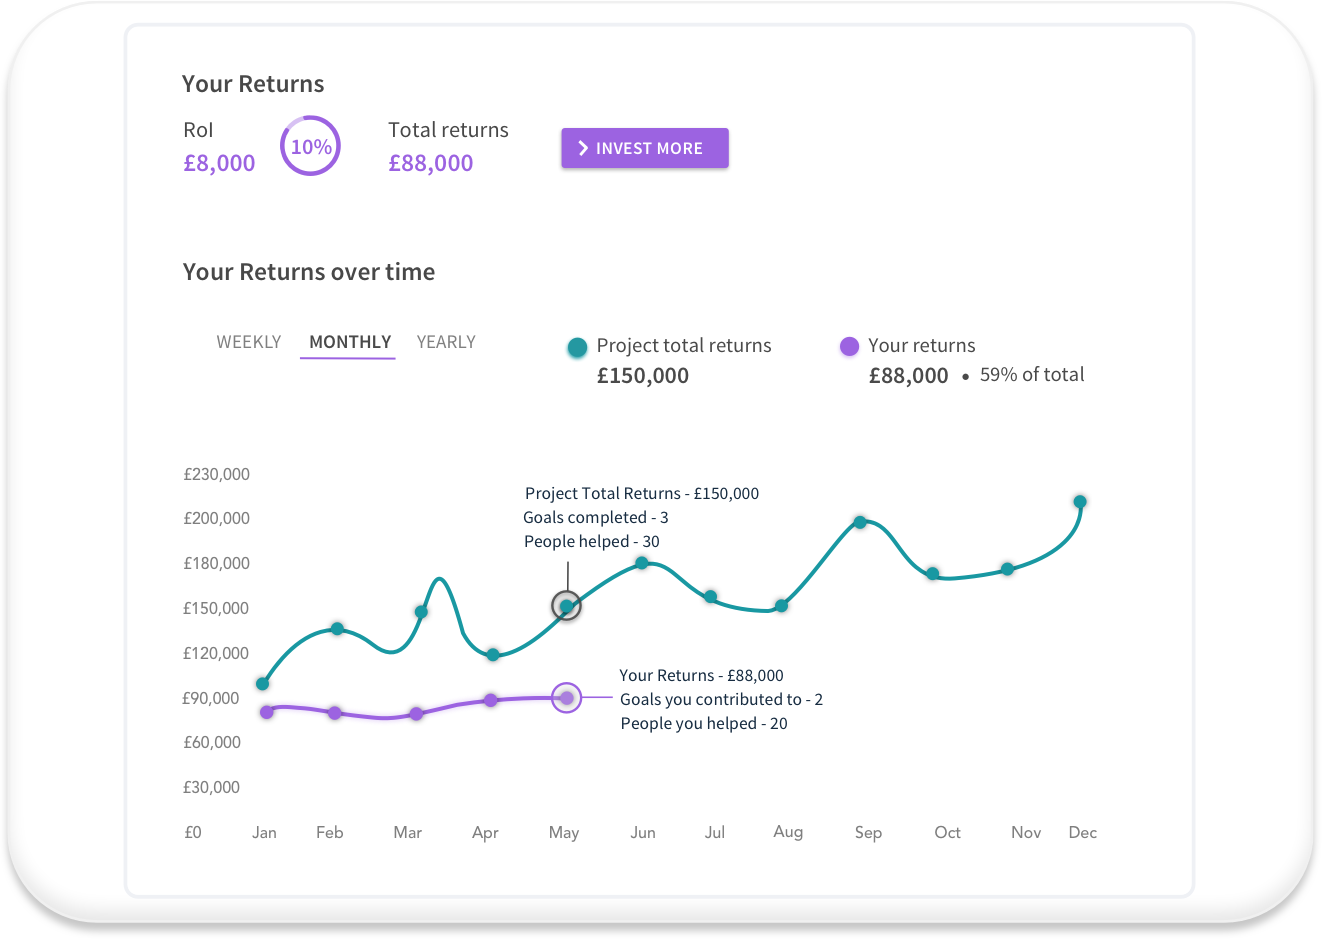 Your Returns
RoI
£8,000
10%
Total returns
£88,000
INVEST MORE
Your Returns over time
WEEKLY MONTHLY YEARLY
Project total returns
£150,000
Your returns
£88,000 • 59% of total
£230,000
£200,000
£180,000
£150,000
£120,000
£90,000
£60,000
£30,000
£0
Project Total Returns - £150,000
Goals completed - 3
People helped - 30
Your Returns - £88,000
Goals you contributed to - 2
People you helped - 20
Jan Feb Mar Apr May Jun Jul Aug Sep Oct Nov Dec